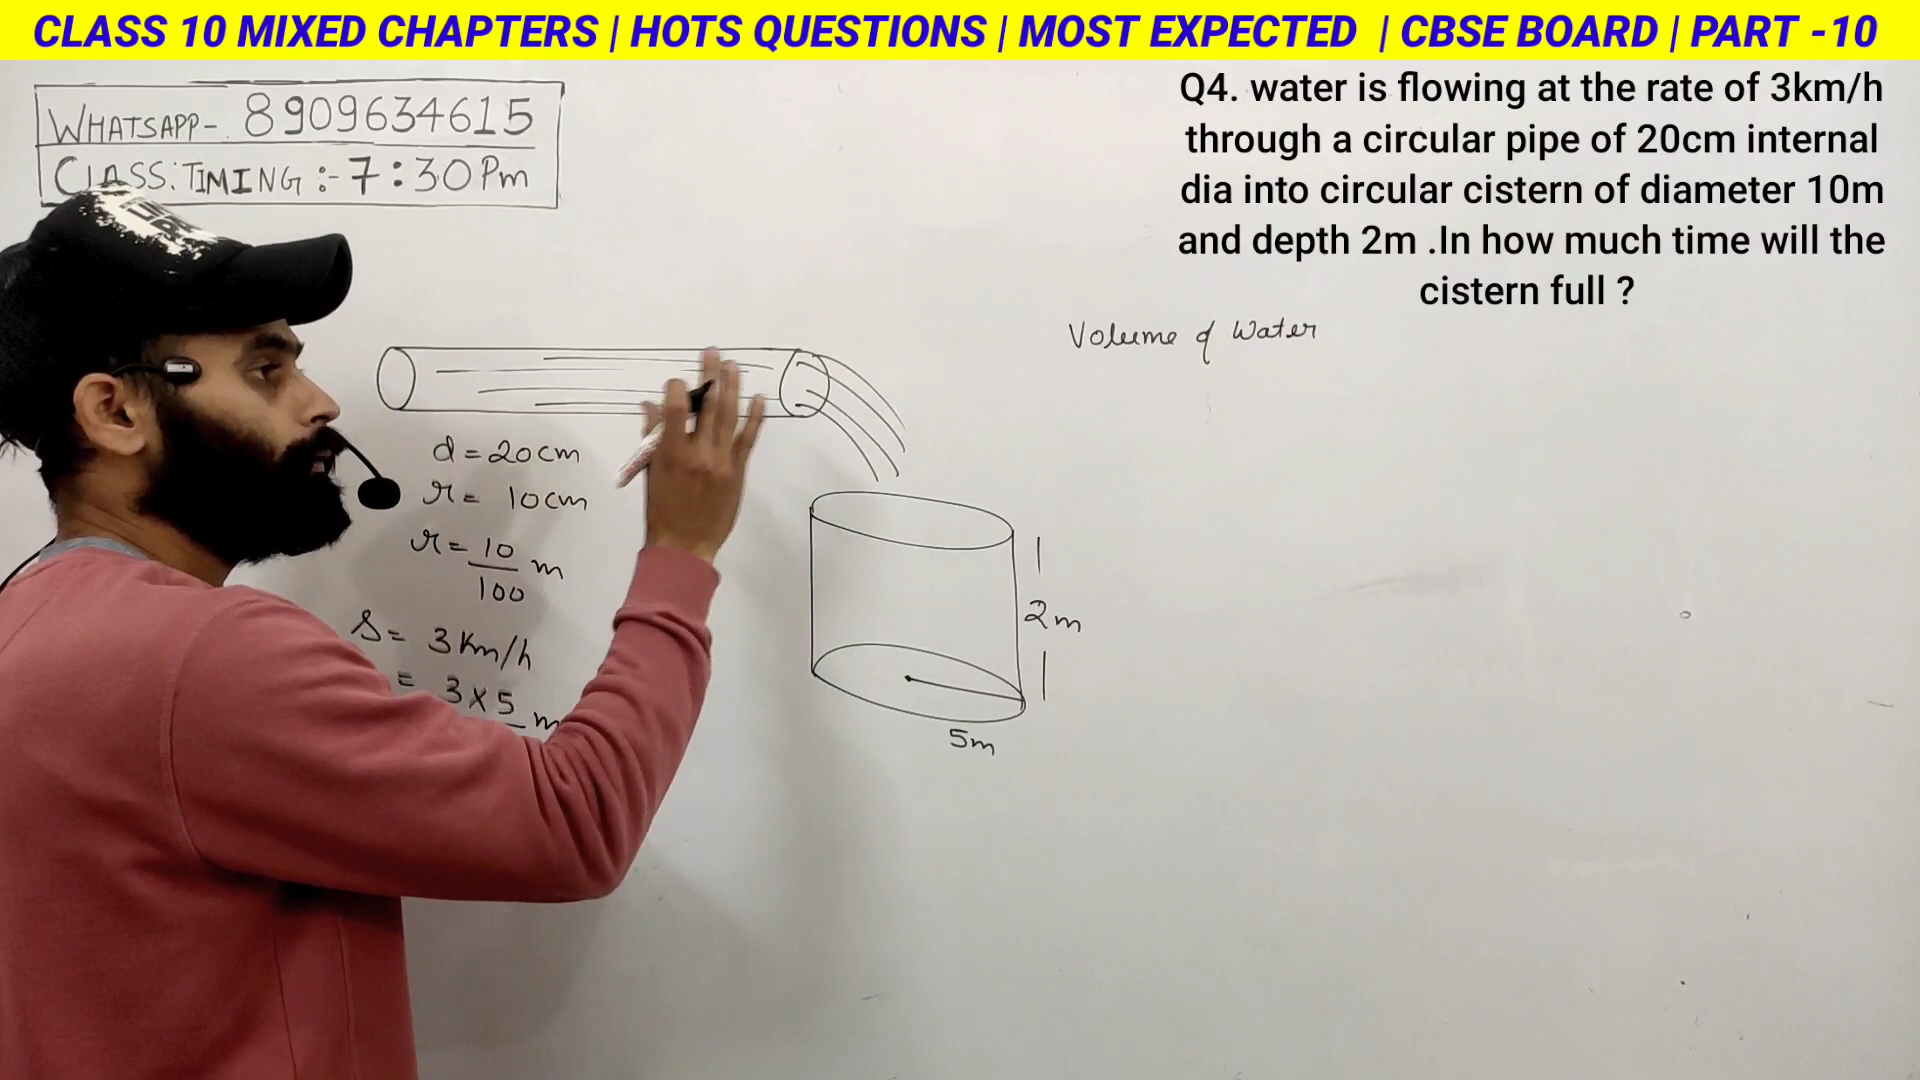 CLASS 10 MIXED CHAPTERS | HOTS QUESTIONS | MOST EXPECTED | CBSE BOARD | PART -10
WHATSAPP- 8909634615
CLASS: TIMING :- 7:30 Pm
Q4. water is flowing at the rate of 3km/h
through a circular pipe of 20cm internal
dia into circular cistern of diameter 10m
and depth 2m .In how much time will the
cistern full ?
Volume of Water
d = 20cm
r = 10cm
r = 10/100 m
S = 3 Km/h
= 3 x 5
2m
5m